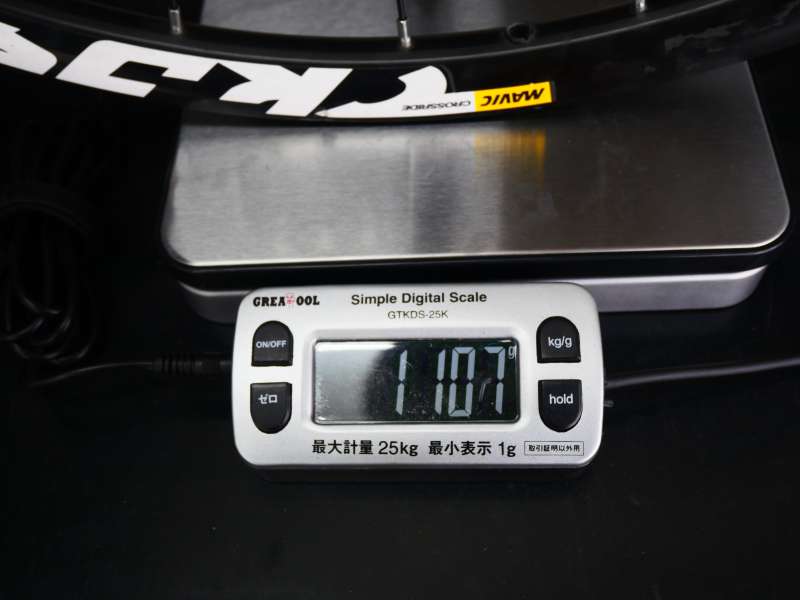 MAVIC CROSSRIDE
GREATOOL
Simple Digital Scale
GTKDS-25K
ON/OFF
1107g
kg/g
ゼロ
hold
最大計量 25kg 最小表示 1g 取引証明以外用